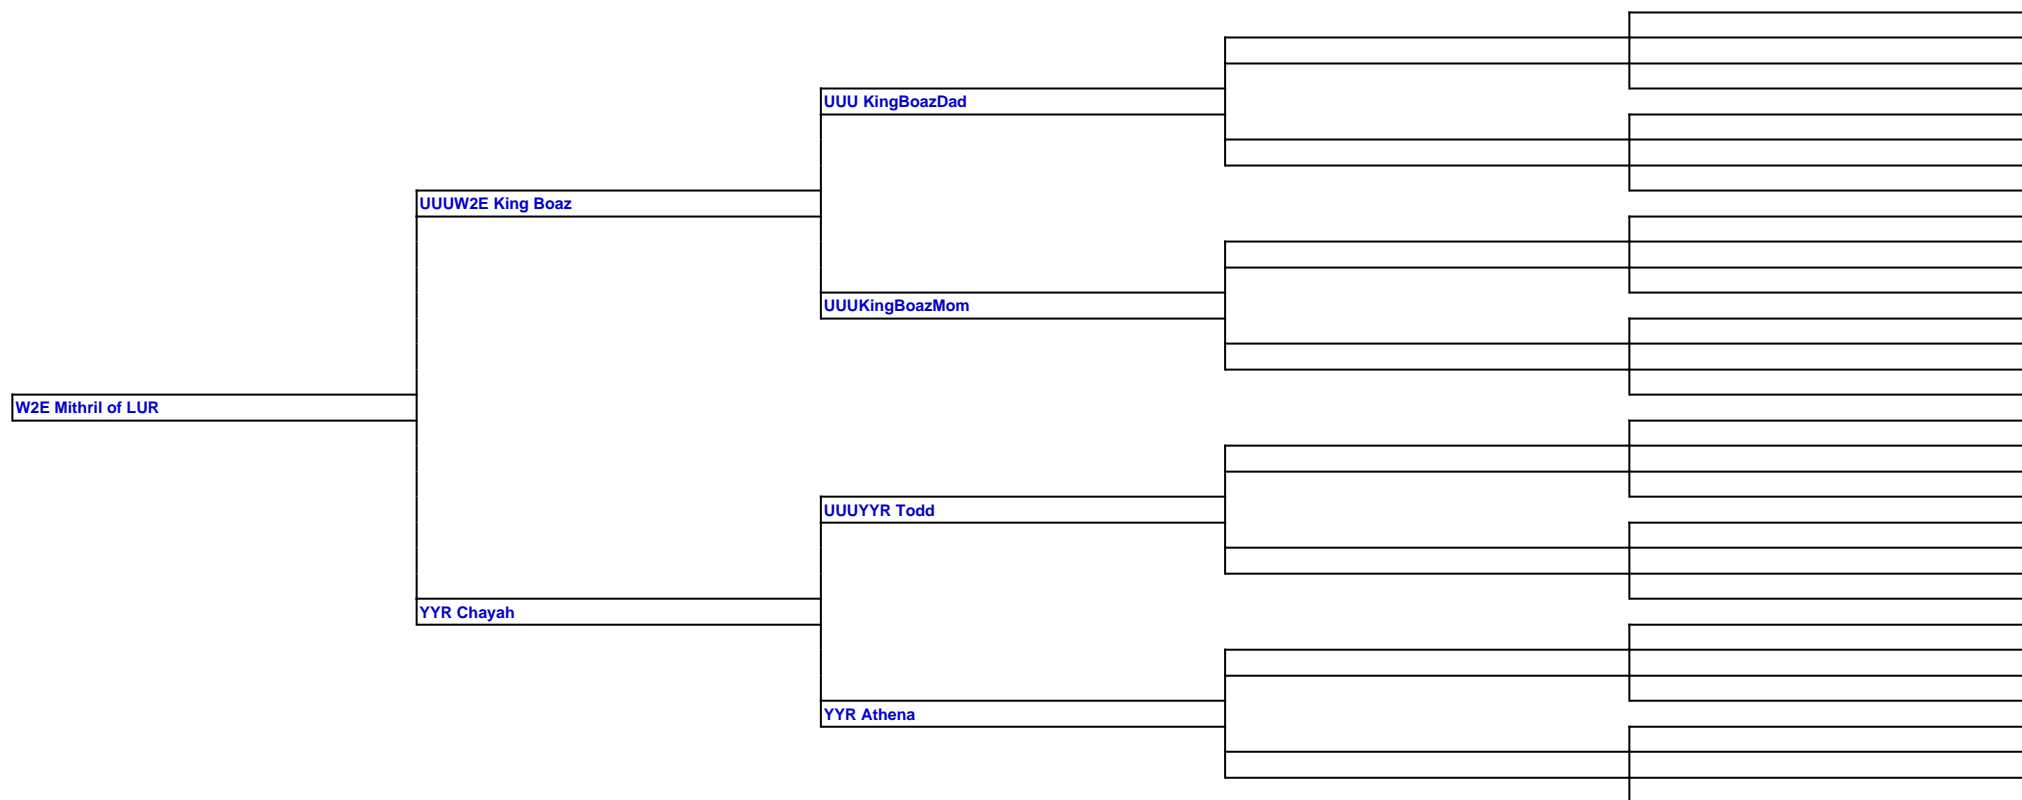 UUU KingBoazDad
UUUW2E King Boaz
UUUKingBoazMom
W2E Mithril of LUR
UUUYYR Todd
YYR Chayah
YYR Athena